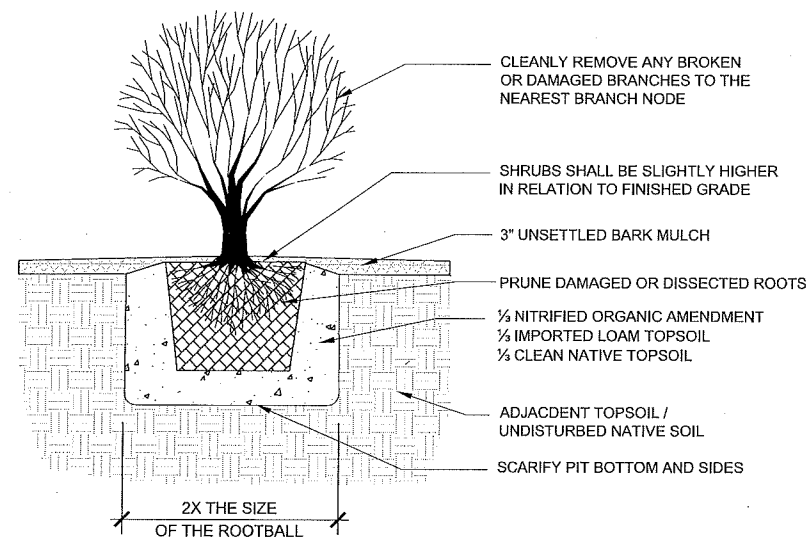 CLEANLY REMOVE ANY BROKEN
OR DAMAGED BRANCHES TO THE
NEAREST BRANCH NODE
SHRUBS SHALL BE SLIGHTLY HIGHER
IN RELATION TO FINISHED GRADE
3" UNSETTLED BARK MULCH
PRUNE DAMAGED OR DISSECTED ROOTS
⅓ NITRIFIED ORGANIC AMENDMENT
⅓ IMPORTED LOAM TOPSOIL
⅓ CLEAN NATIVE TOPSOIL
ADJACDENT TOPSOIL /
UNDISTURBED NATIVE SOIL
SCARIFY PIT BOTTOM AND SIDES
2X THE SIZE
OF THE ROOTBALL